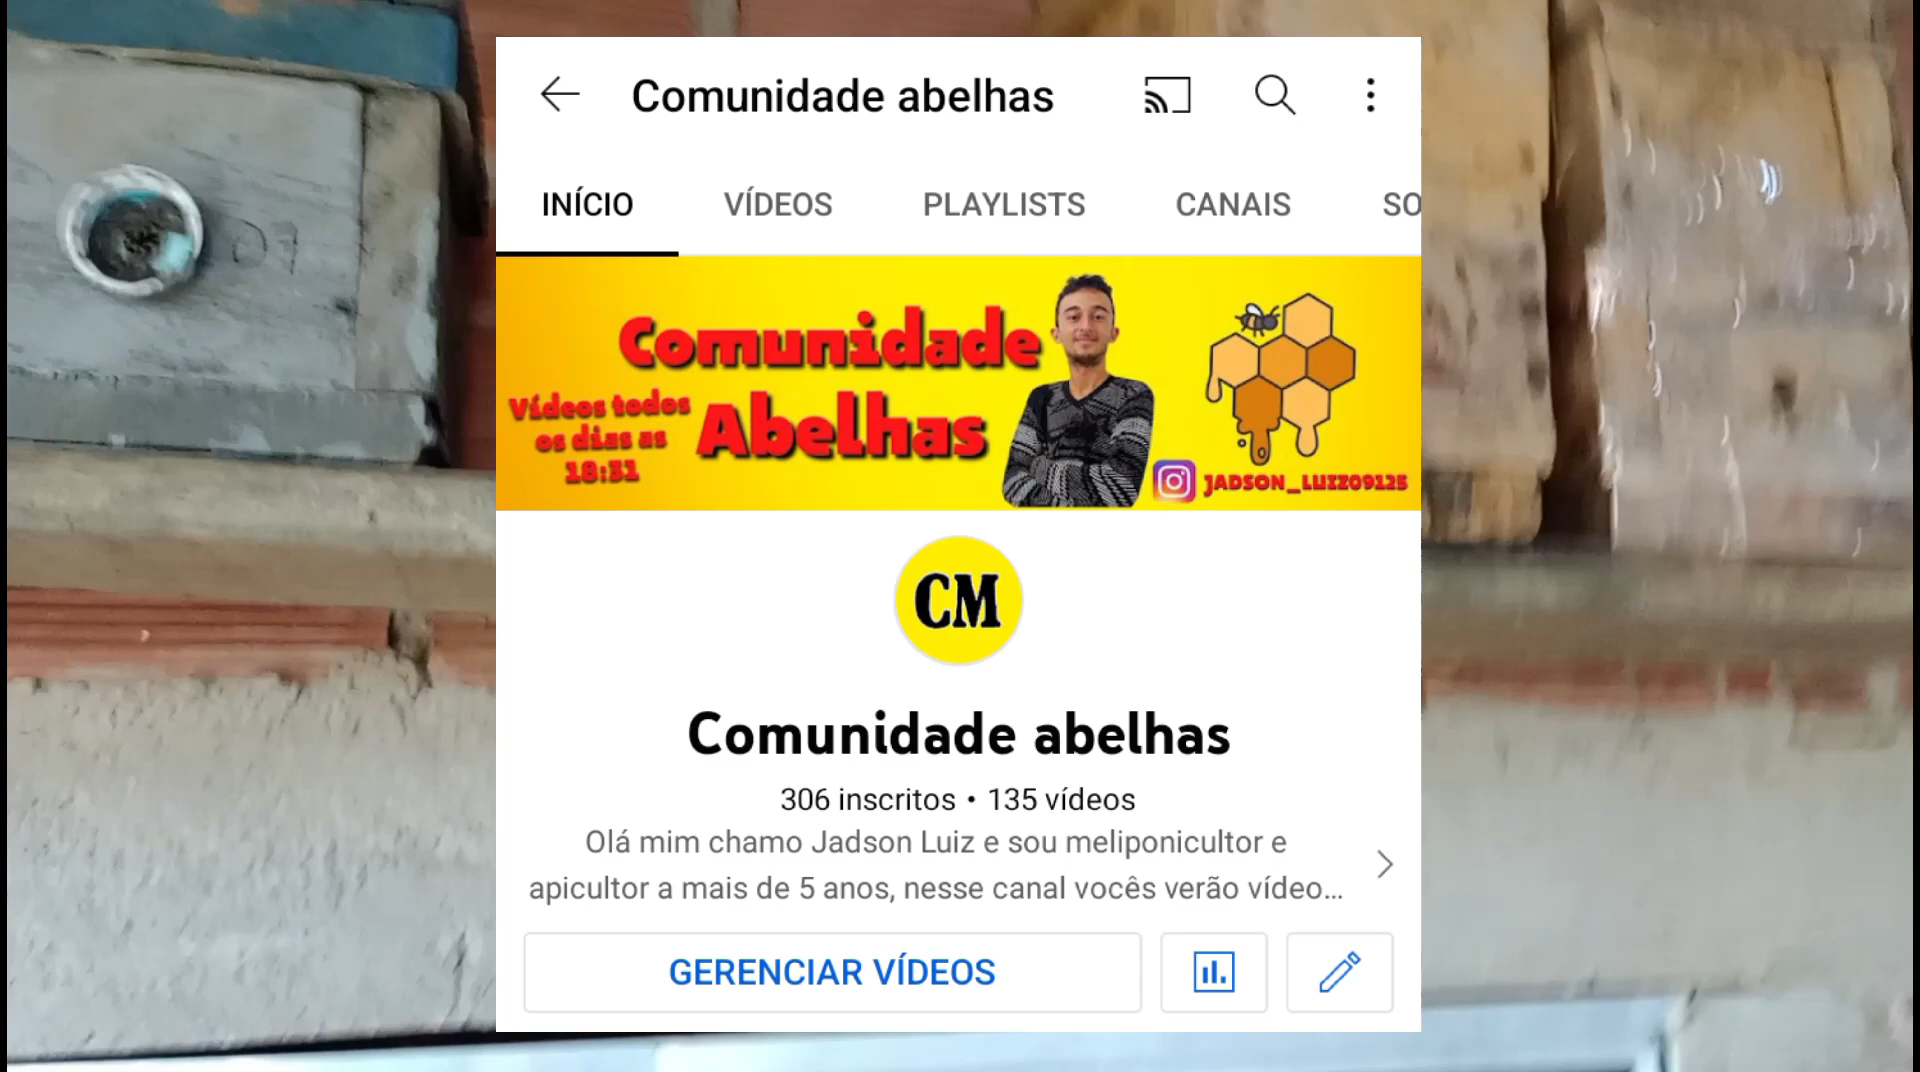 Comunidade abelhas
INÍCIO VÍDEOS PLAYLISTS CANAIS SO
Comunidade
Abelhas
Vídeos todos
os dias as
18:31
JADSON_LUIZ09125
CM
Comunidade abelhas
306 inscritos • 135 vídeos
Olá mim chamo Jadson Luiz e sou meliponicultor e
apicultor a mais de 5 anos, nesse canal vocês verão vídeo...
GERENCIAR VÍDEOS
07